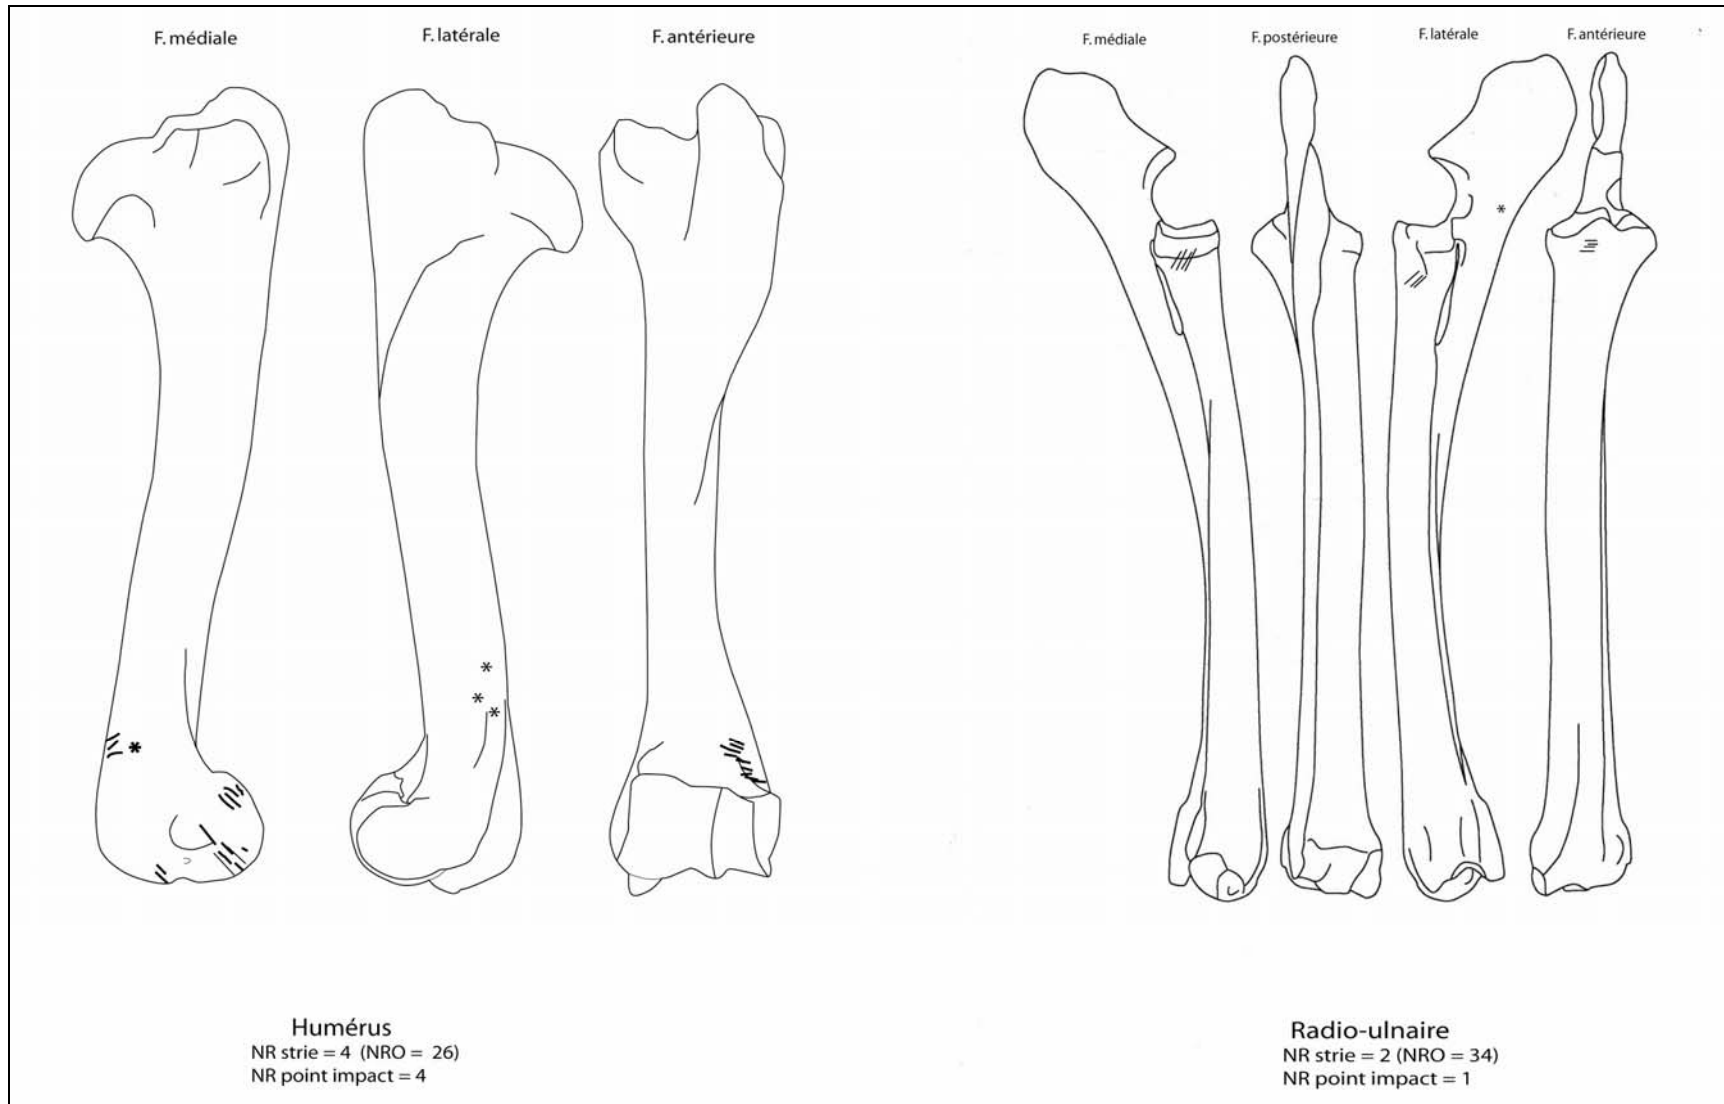 F. médiale
F. latérale
F. antérieure
F. médiale
F. postérieure
F. latérale
F. antérieure
Humérus
NR strie = 4 (NRO = 26)
NR point impact = 4
Radio-ulnaire
NR strie = 2 (NRO = 34)
NR point impact = 1